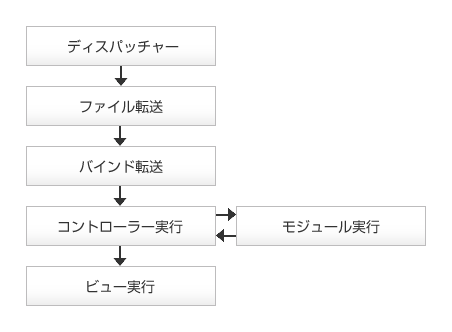 ディスパッチャー
ファイル転送
バインド転送
コントローラー実行
モジュール実行
ビュー実行